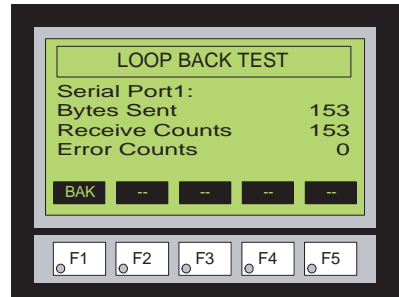 LOOP BACK TEST
Serial Port1:
Bytes Sent 153
Receive Counts 153
Error Counts 0
BAK -- -- -- --
F1 F2 F3 F4 F5